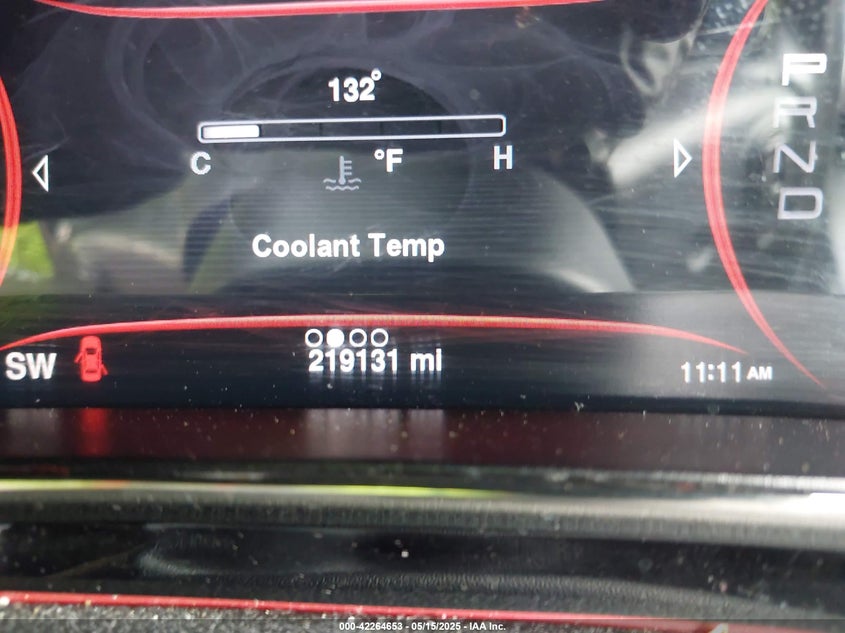 132°
C °F H
Coolant Temp
P
R
N
D
SW 219131 mi 11:11 AM
000-42264653 - 05/15/2025 - IAA Inc.